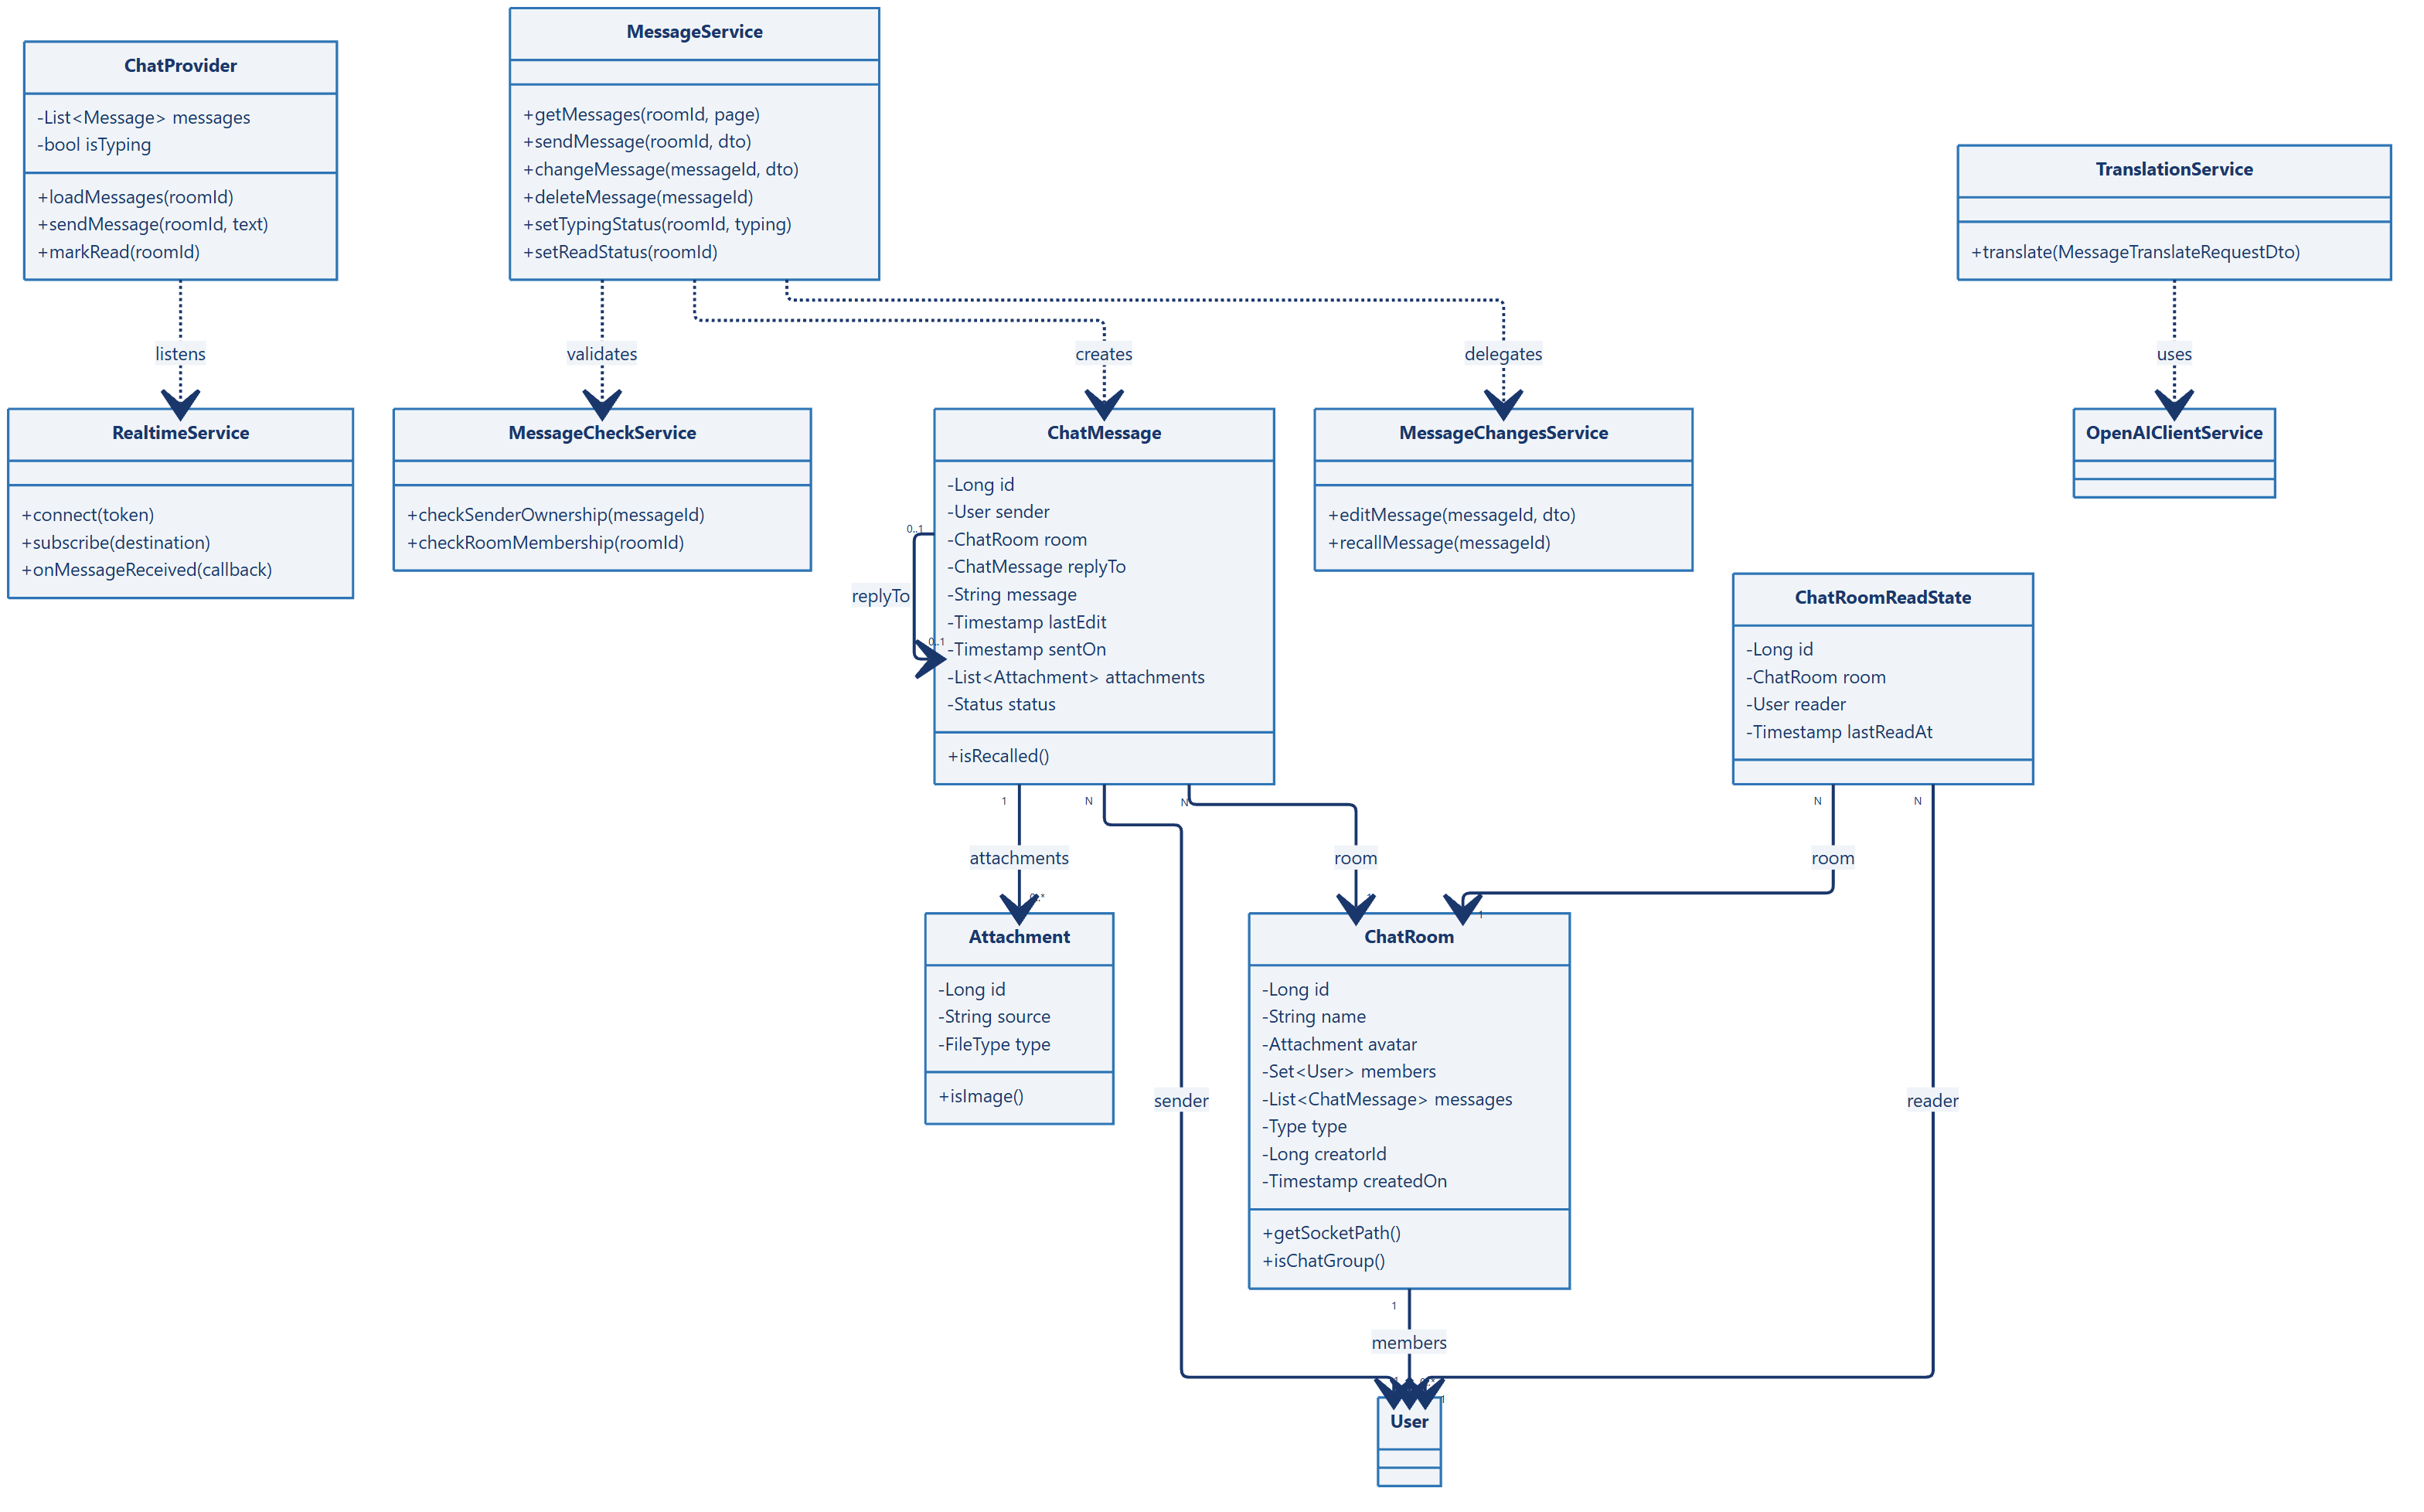 ChatProvider
-List<Message> messages
-bool isTyping
+loadMessages(roomId)
+sendMessage(roomId, text)
+markRead(roomId)
MessageService
+getMessages(roomId, page)
+sendMessage(roomId, dto)
+changeMessage(messageId, dto)
+deleteMessage(messageId)
+setTypingStatus(roomId, typing)
+setReadStatus(roomId)
TranslationService
+translate(MessageTranslateRequestDto)
listens
validates
creates
delegates
uses
RealtimeService
+connect(token)
+subscribe(destination)
+onMessageReceived(callback)
MessageCheckService
+checkSenderOwnership(messageId)
+checkRoomMembership(roomId)
ChatMessage
-Long id
-User sender
-ChatRoom room
-ChatMessage replyTo
-String message
-Timestamp lastEdit
-Timestamp sentOn
-List<Attachment> attachments
-Status status
+isRecalled()
0..1
replyTo
0..1
MessageChangesService
+editMessage(messageId, dto)
+recallMessage(messageId)
OpenAIClientService
ChatRoomReadState
-Long id
-ChatRoom room
-User reader
-Timestamp lastReadAt
1
N
N
N
N
attachments
room
room
0..*
1
Attachment
-Long id
-String source
-FileType type
+isImage()
ChatRoom
-Long id
-String name
-Attachment avatar
-Set<User> members
-List<ChatMessage> messages
-Type type
-Long creatorId
-Timestamp createdOn
+getSocketPath()
+isChatGroup()
sender
reader
1
members
1
User